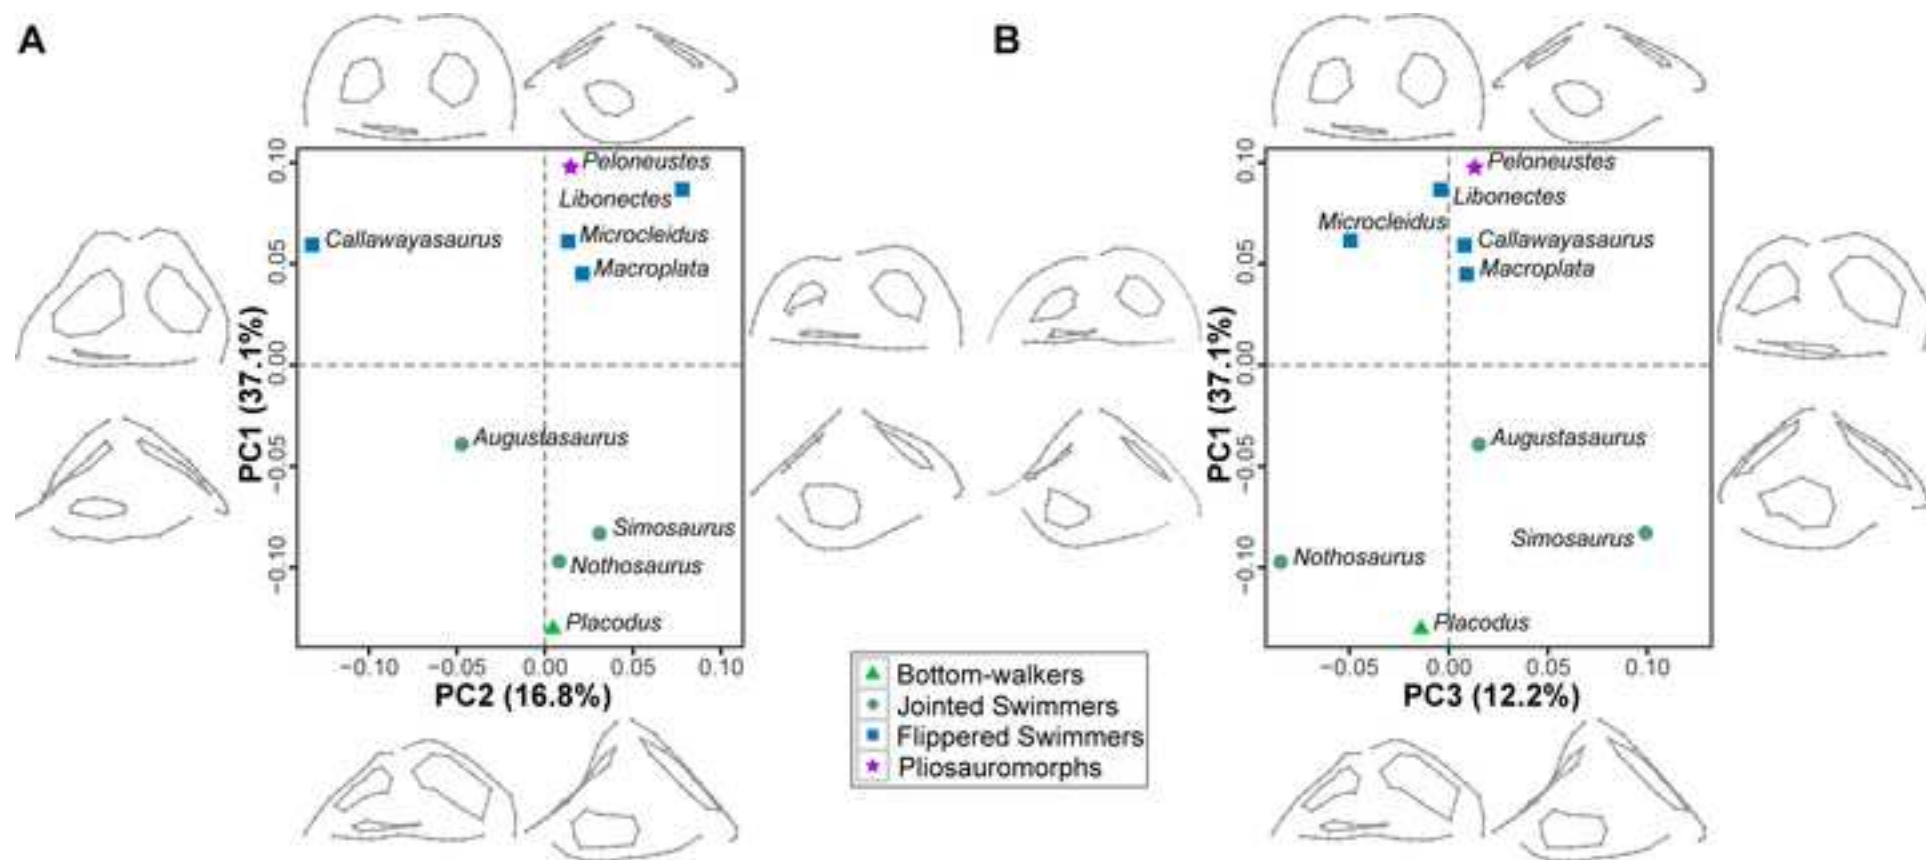 A
B
0.10
0.05
0.00
−0.05
−0.10
PC1 (37.1%)
Peloneustes
Libonectes
Callawayasaurus
Microcleidus
Macroplata
Augustasaurus
Simosaurus
Nothosaurus
Placodus
−0.10
−0.05
0.00
0.05
0.10
PC2 (16.8%)
0.10
0.05
0.00
−0.05
−0.10
PC1 (37.1%)
Peloneustes
Libonectes
Microcleidus
Callawayasaurus
Macroplata
Augustasaurus
Simosaurus
Nothosaurus
Placodus
−0.05
0.00
0.05
0.10
PC3 (12.2%)
Bottom-walkers
Jointed Swimmers
Flippered Swimmers
Pliosauromorphs